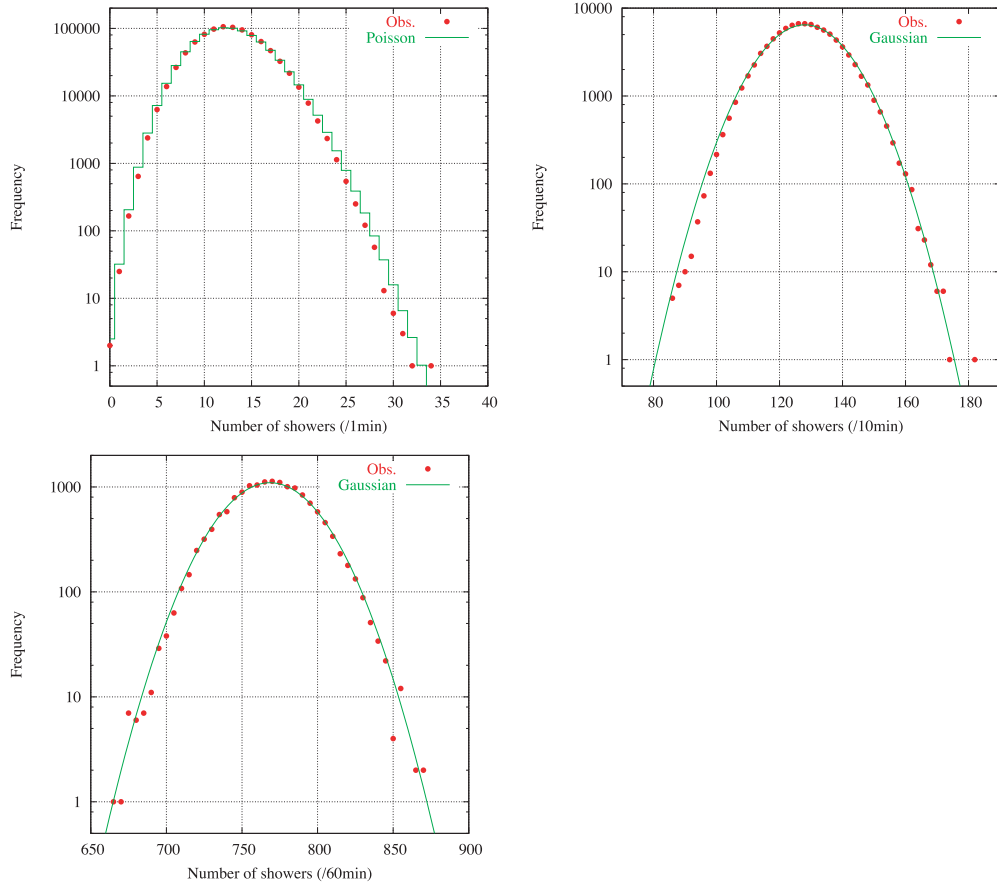 100000
10000
1000
100
10
1
Frequency
Obs.
Poisson
0 5 10 15 20 25 30 35 40
Number of showers (/1min)
10000
1000
100
10
1
Frequency
Obs.
Gaussian
80 100 120 140 160 180
Number of showers (/10min)
1000
100
10
1
Frequency
Obs.
Gaussian
650 700 750 800 850 900
Number of showers (/60min)